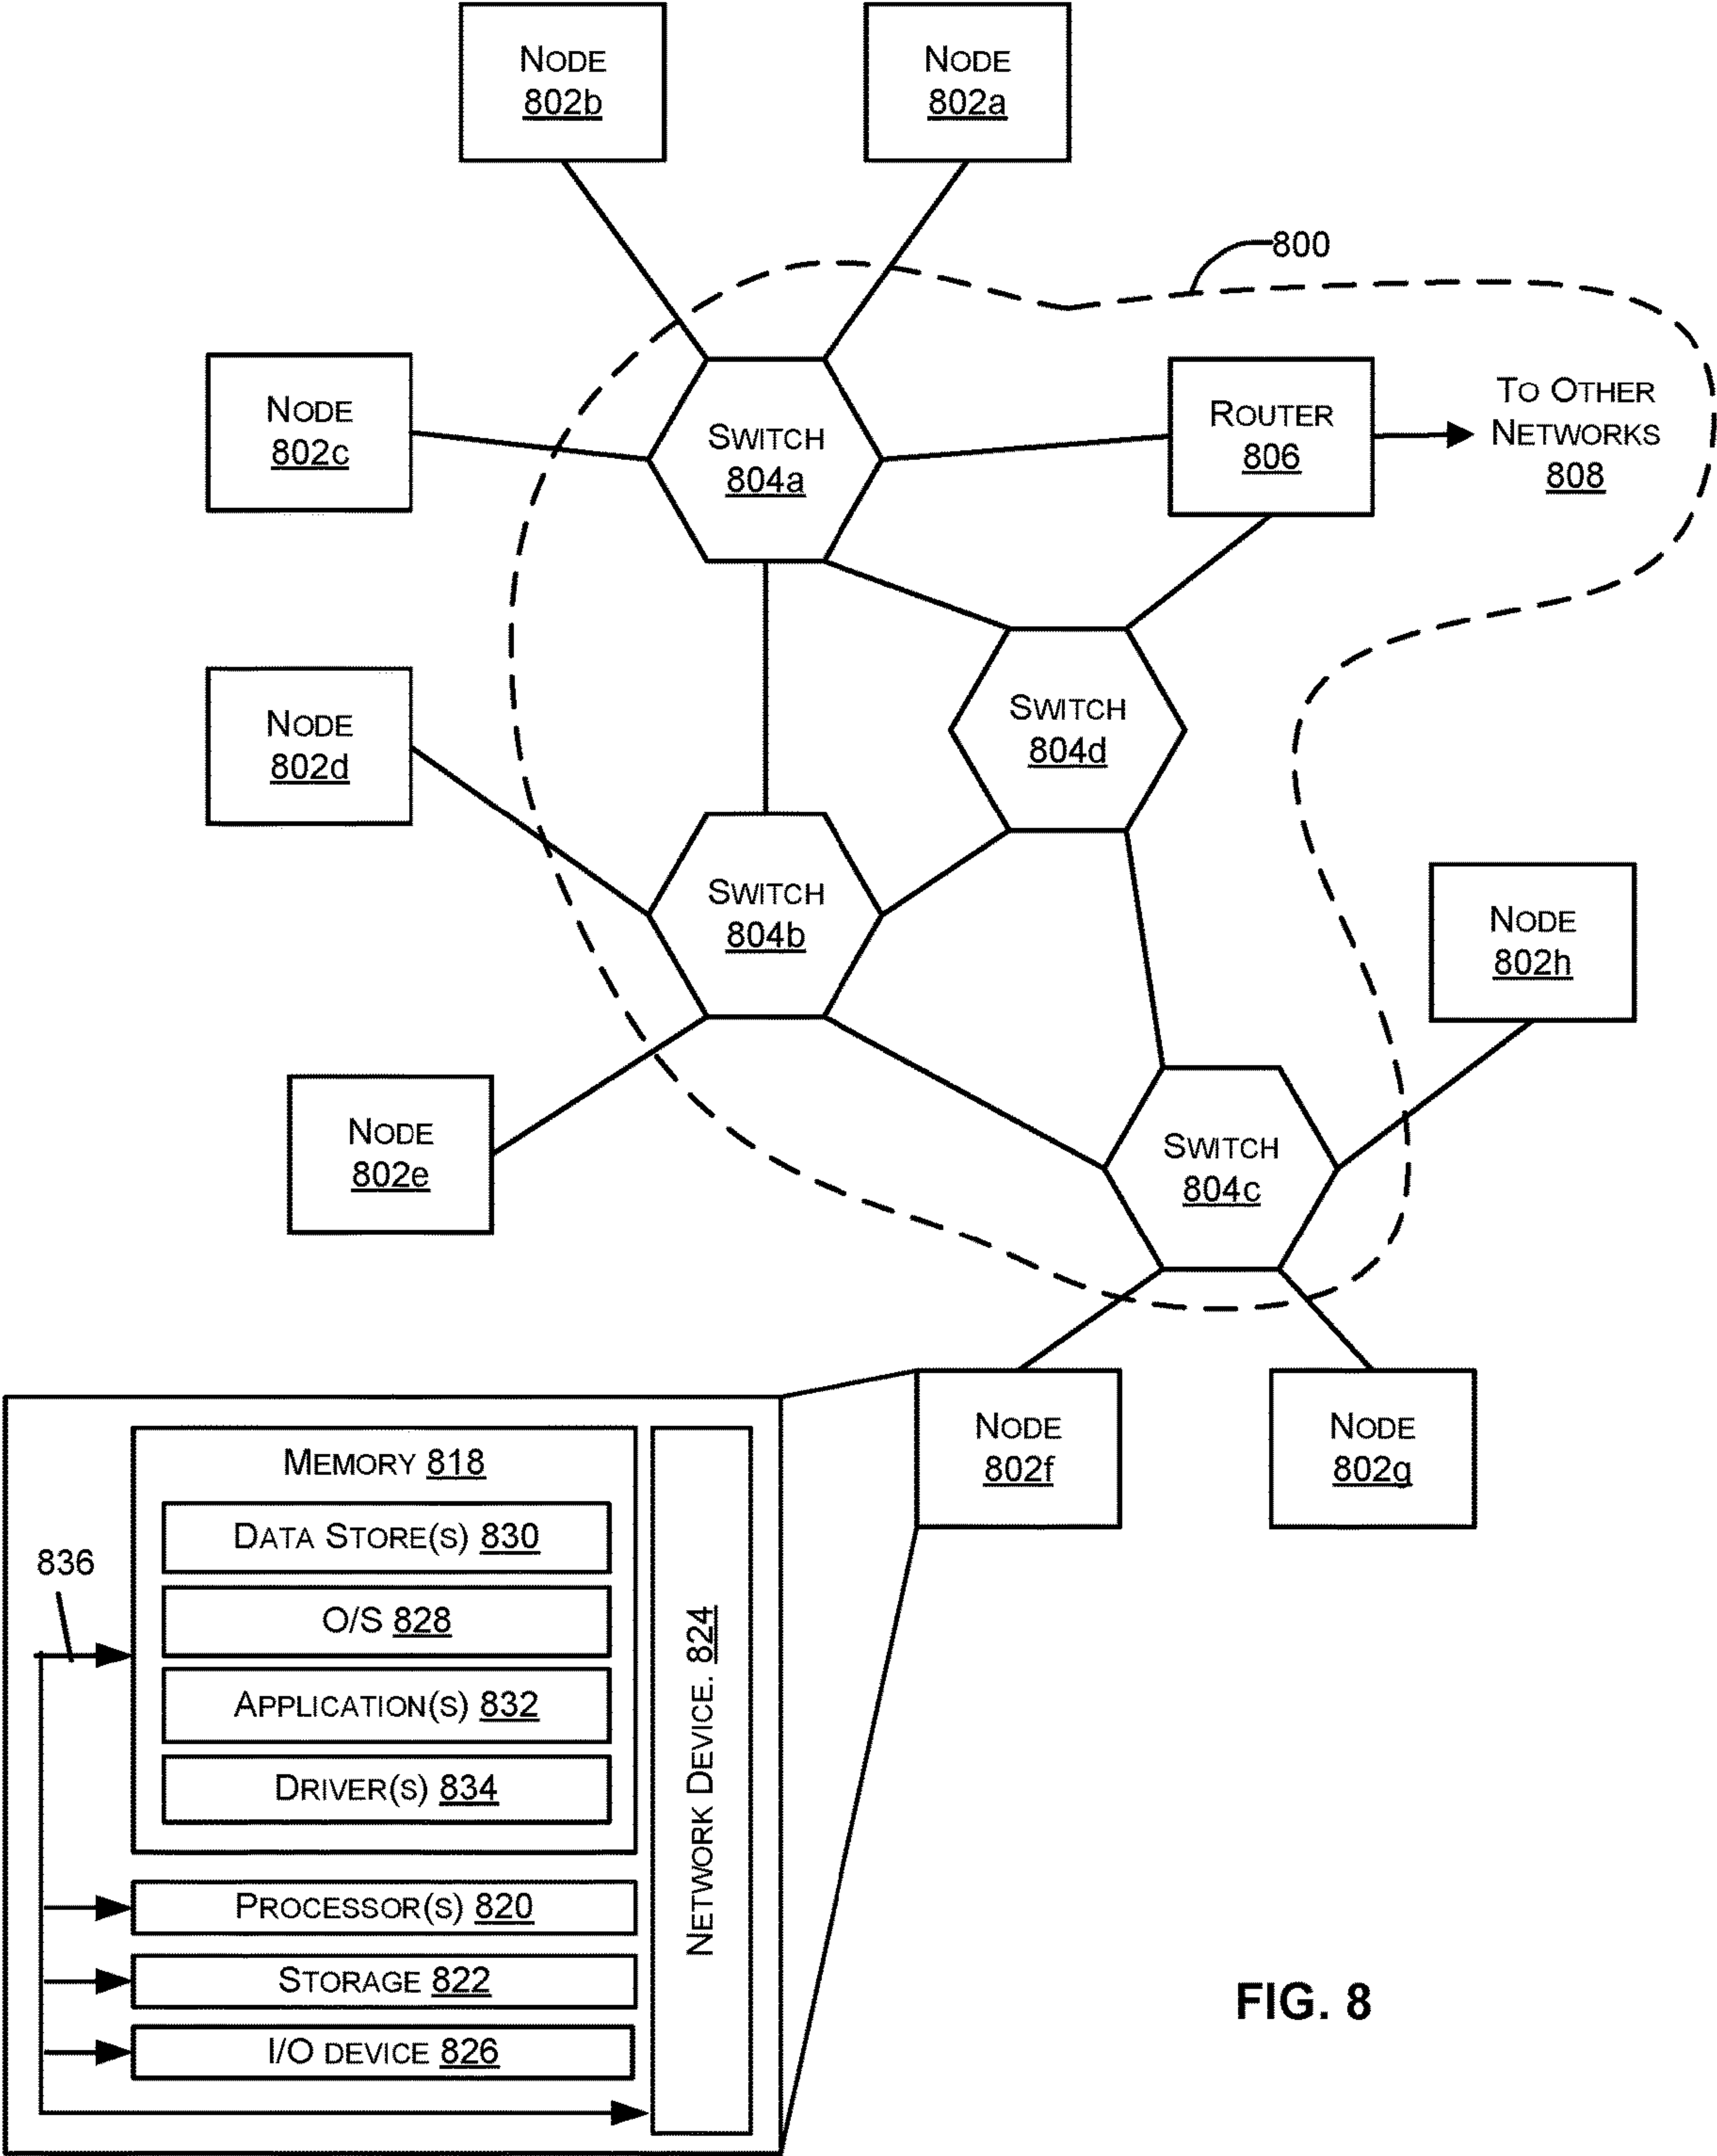 NODE
802b
NODE
802a
800
NODE
802c
SWITCH
804a
ROUTER
806
TO OTHER
NETWORKS
808
NODE
802d
SWITCH
804d
SWITCH
804b
NODE
802h
NODE
802e
SWITCH
804c
NODE
802f
NODE
802g
MEMORY 818
DATA STORE(S) 830
836
O/S 828
APPLICATION(S) 832
DRIVER(S) 834
NETWORK DEVICE. 824
PROCESSOR(S) 820
STORAGE 822
I/O DEVICE 826
FIG. 8